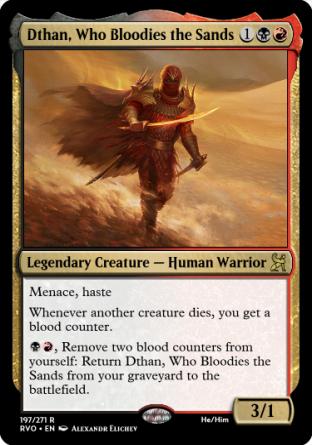 Dthan, Who Bloodies the Sands 1
Legendary Creature — Human Warrior
Menace, haste
Whenever another creature dies, you get a
blood counter.
, Remove two blood counters from
yourself: Return Dthan, Who Bloodies the
Sands from your graveyard to the
battlefield.
3/1
197/271 R
He/Him
RVO • EN Alexandr Elichev